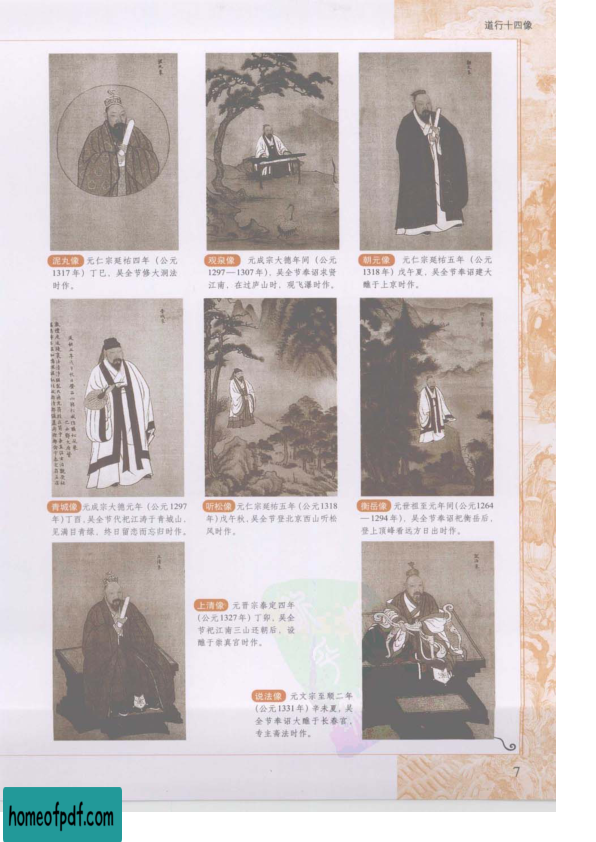 道行十四像
泥丸像 元仁宗延祐四年（公元
1317年）丁巳，吴全节修大洞法
时作。
观泉像 元成宗大德年间（公元
1297—1307年），吴全节奉诏求贤
江南，在过庐山时，观飞瀑时作。
朝元像 元仁宗延祐五年（公元
1318年）戊午夏，吴全节奉诏建大
醮于上京时作。
青城像 元成宗大德元年（公元1297
年）丁酉，吴全节代祀江渎于青城山，
见满目青绿，终日留恋而忘归时作。
听松像 元仁宗延祐五年（公元1318
年）戊午秋，吴全节登北京西山听松
风时作。
衡岳像 元世祖至元年间（公元1264
—1294年），吴全节奉诏祀衡岳后，
登上顶峰看远方日出时作。
上清像 元晋宗泰定四年
（公元1327年）丁卯，吴全
节祀江南三山还朝后，设
醮于崇真宫时作。
说法像 元文宗至顺二年
（公元1331年）辛未夏，吴
全节奉诏大醮于长春宫，
专主斋法时作。
7
homeofpdf.com